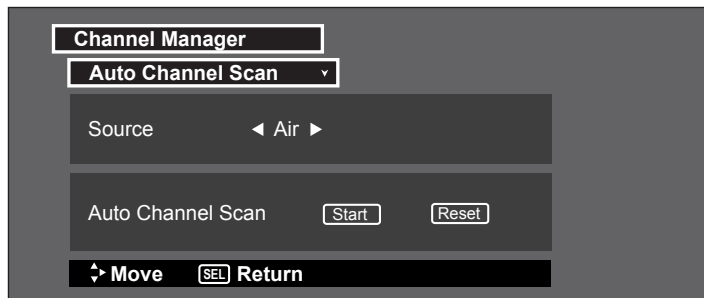 Channel Manager
Auto Channel Scan
Source Air
Auto Channel Scan Start Reset
Move SEL Return